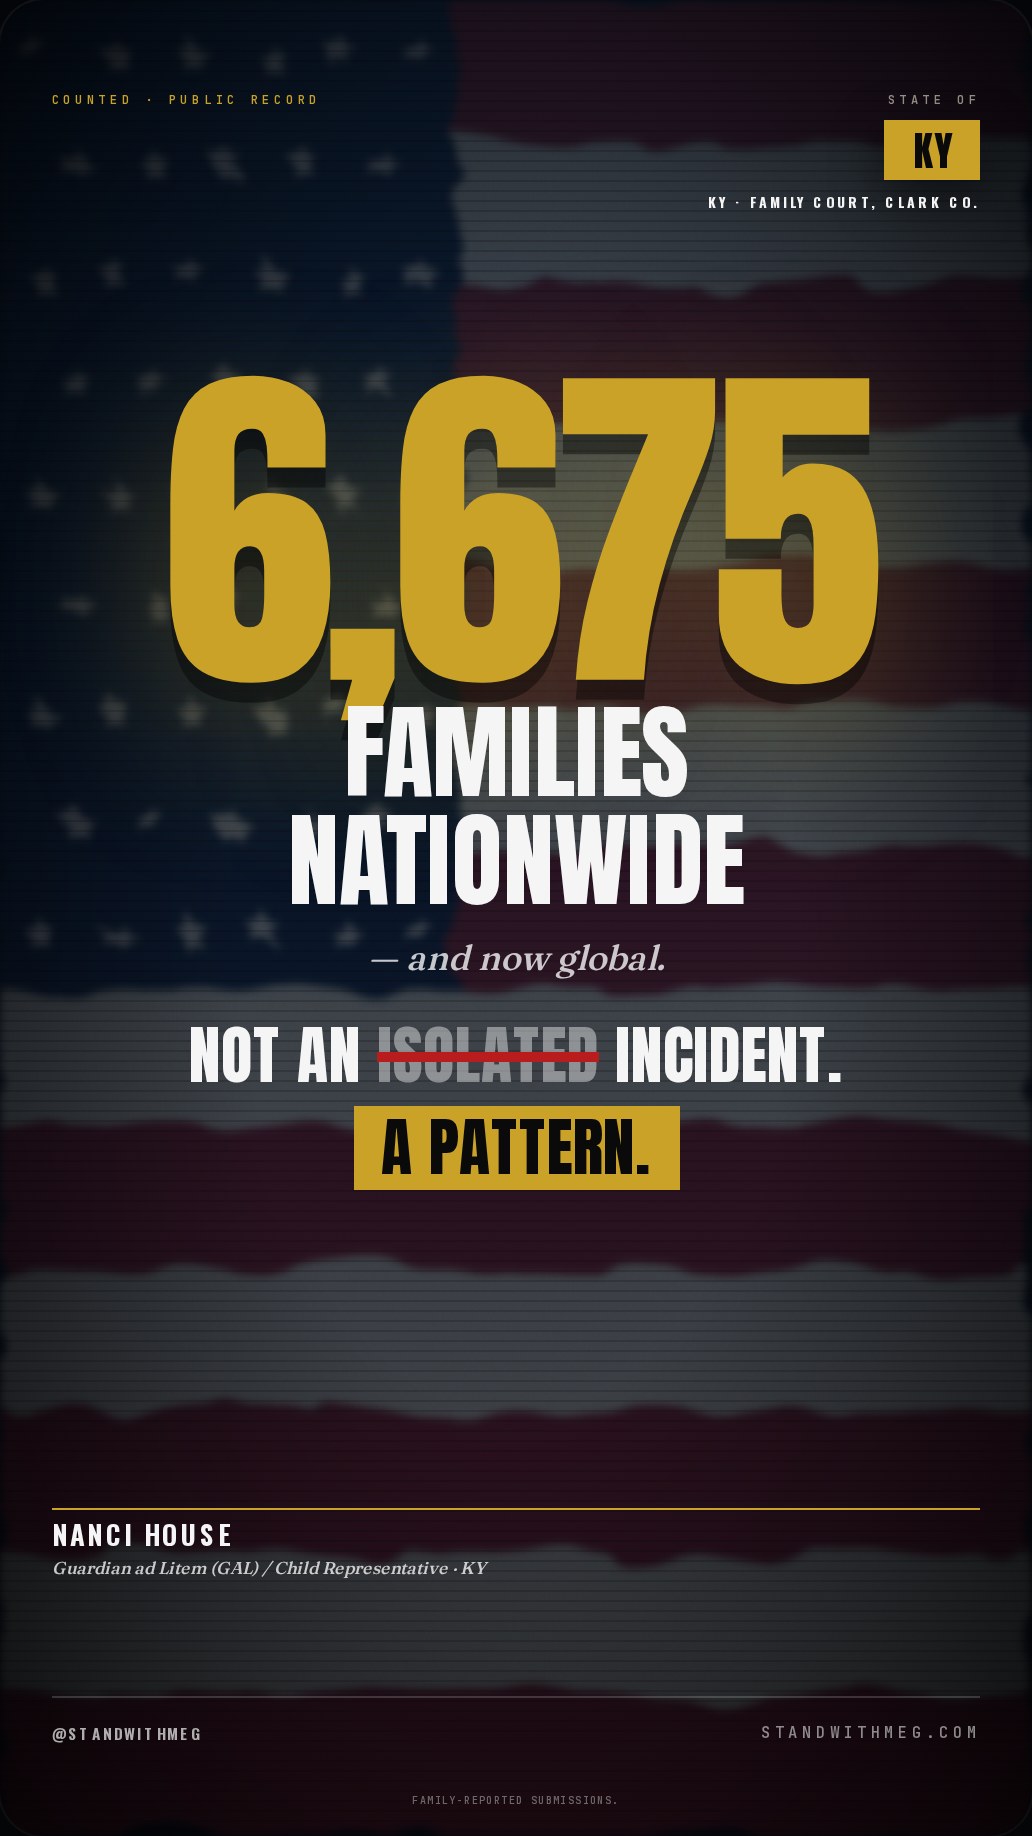 COUNTED · PUBLIC RECORD
STATE OF
KY
KY · FAMILY COURT, CLARK CO.
6,675
FAMILIES
NATIONWIDE
— and now global.
NOT AN ISOLATED INCIDENT.
A PATTERN.
NANCI HOUSE
Guardian ad Litem (GAL) / Child Representative · KY
@STANDWITHMEG
STANDWITHMEG.COM
FAMILY-REPORTED SUBMISSIONS.